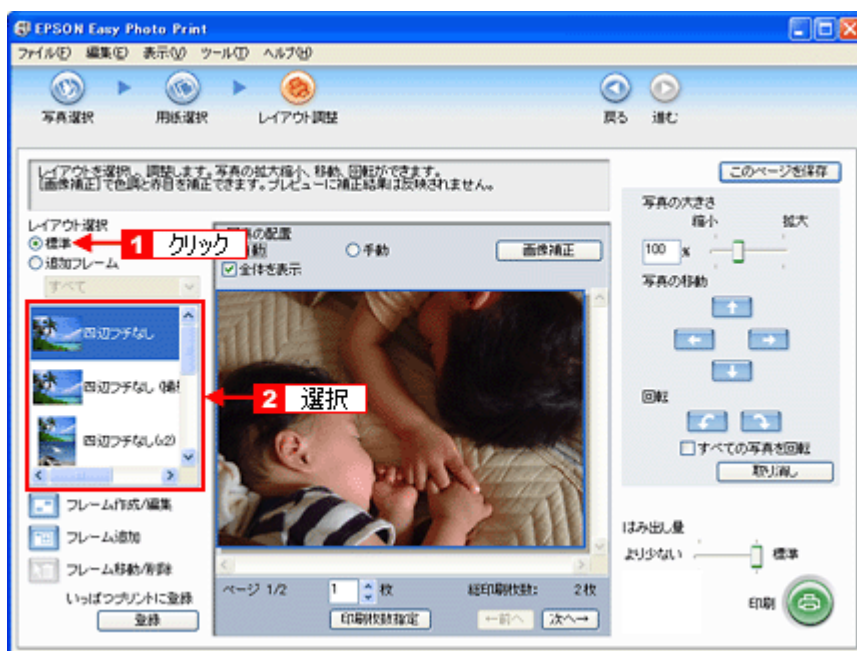 EPSON Easy Photo Print
ファイル(F) 編集(E) 表示(V) ツール(T) ヘルプ(H)
写真選択 用紙選択 レイアウト調整 戻る 進む
レイアウトを選択し、調整します。写真の拡大縮小、移動、回転ができます。
[画像補正]で色調と赤目を補正できます。プレビューに補正結果は反映されません。
このページを保存
レイアウト選択
標準
1 クリック
追加フレーム
すべて
四辺フチなし
四辺フチなし
四辺フチなし(x2)
2 選択
フレーム作成/編集
フレーム追加
フレーム移動/削除
いっぱつプリントに登録
登録
の配置
手動
画像補正
全体を表示
ページ 1/2 1 枚 総印刷枚数: 2枚
印刷枚数指定 ←前へ 次へ→
写真の大きさ
縮小 拡大
100 %
写真の移動
回転
すべての写真を回転
取り消し
はみ出し量
より少ない 標準
印刷